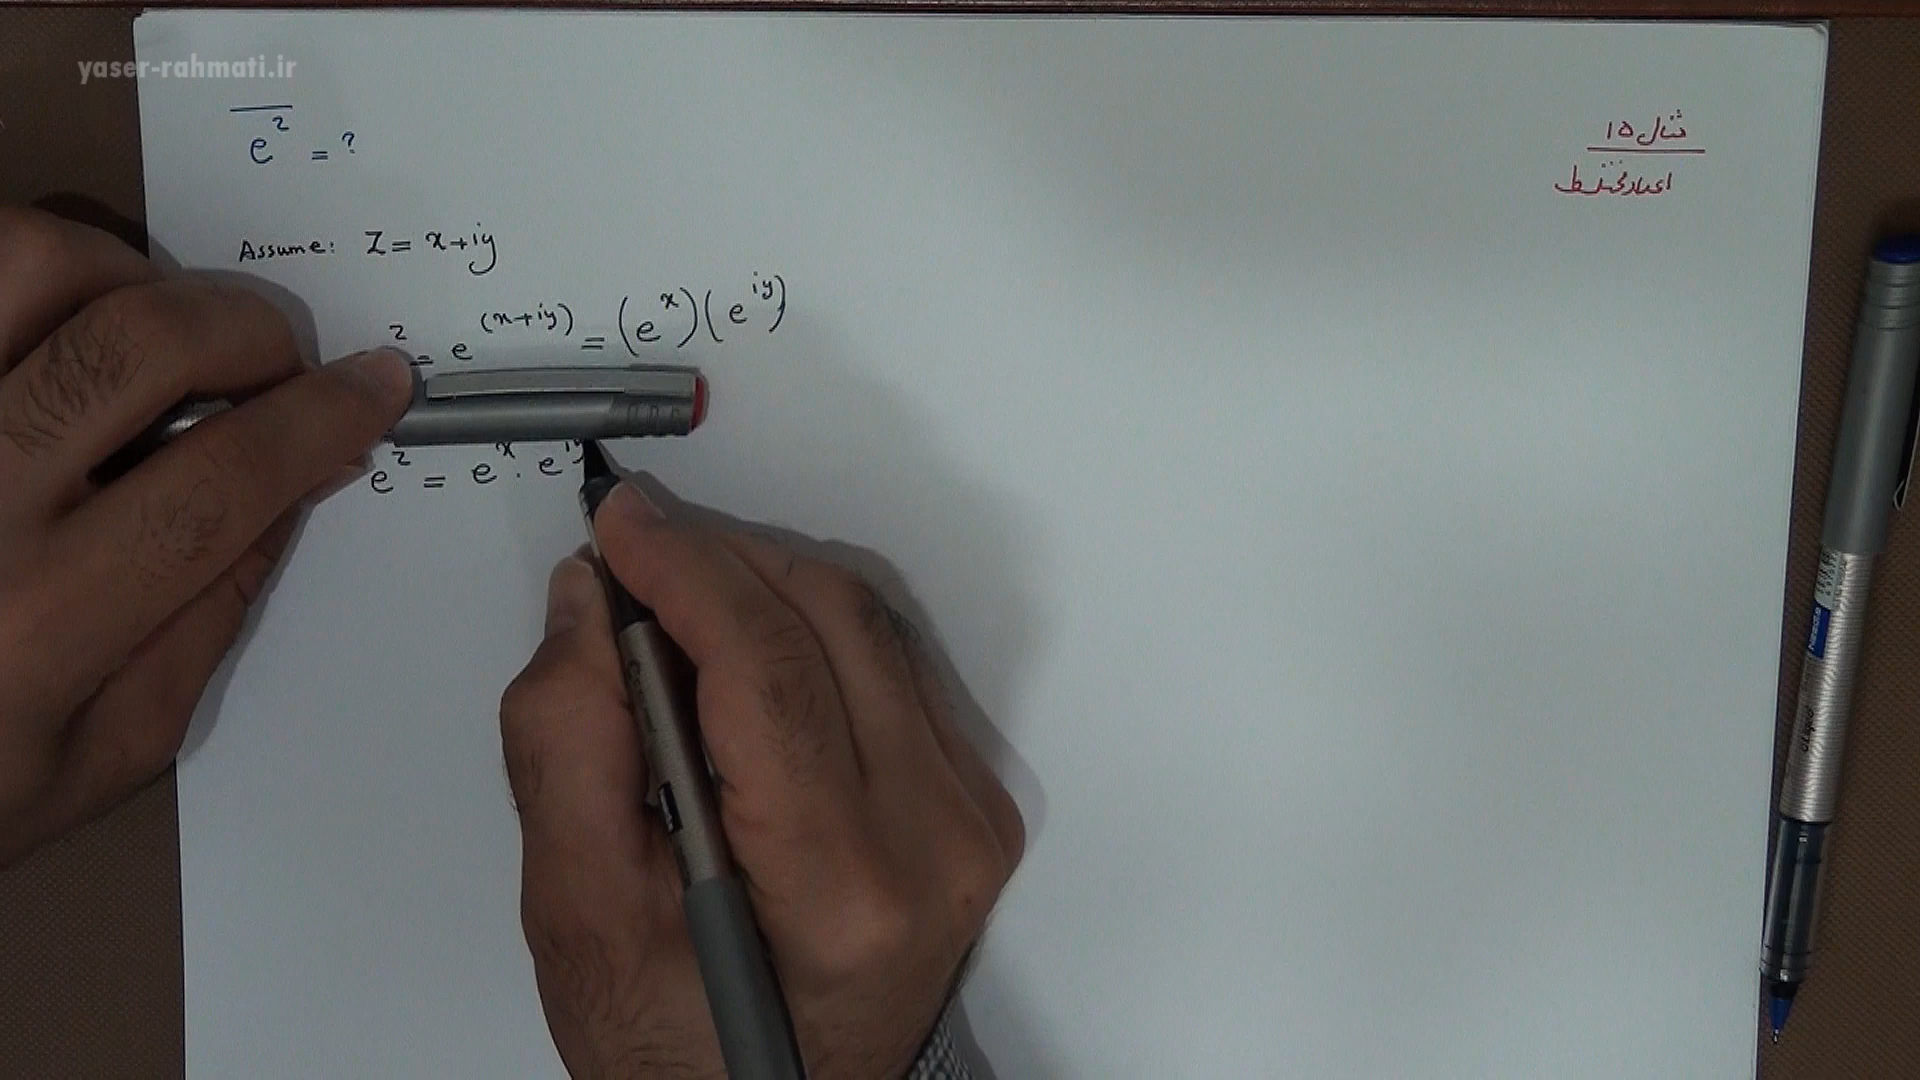 yaser-rahmati.ir
مثال ۱۵
اعداد مختلط
e^z = ?
Assume: z = x+iy
z = e^(x+iy) = (e^x)(e^iy)
e^z = e^x . e^iy